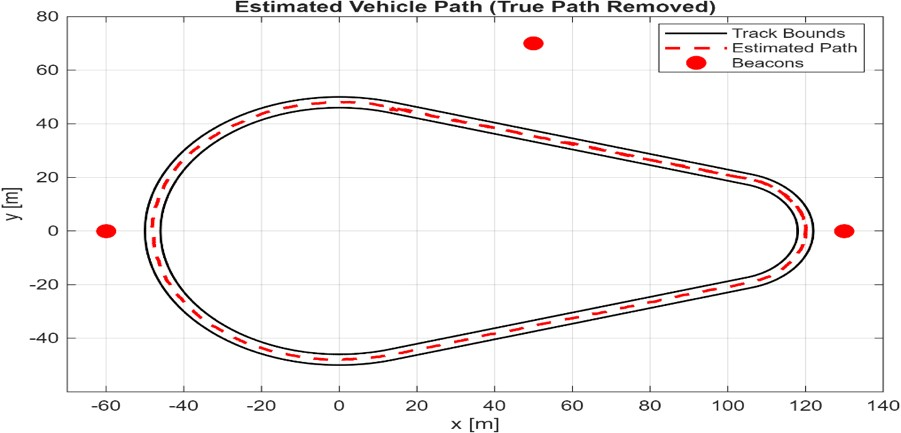 Estimated Vehicle Path (True Path Removed)
80
60
40
20
0
-20
-40
y [m]
Track Bounds
Estimated Path
Beacons
-60 -40 -20 0 20 40 60 80 100 120 140
x [m]